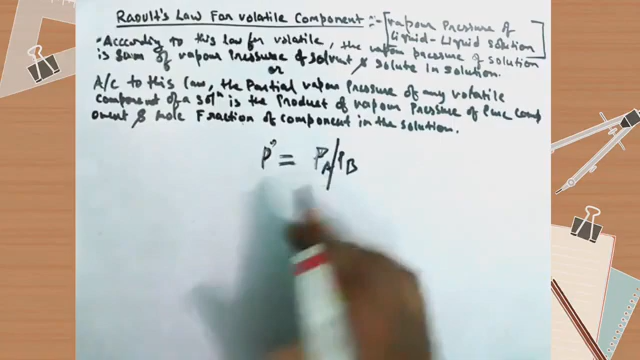 Raoult's Law For volatile Component :- [vapour Pressure of
Liquid-Liquid solution]
• According to this law for volatile, the vapour pressure of solution
is sum of vapour Pressure of solvent & solute in solution.
or
A/c to this law, the Partial vapour Pressure of any volatile
component of a solⁿ is the Product of vapour Pressure of Pure Comp
onent & mole Fraction of component in the solution.
P° = P_A/P_B